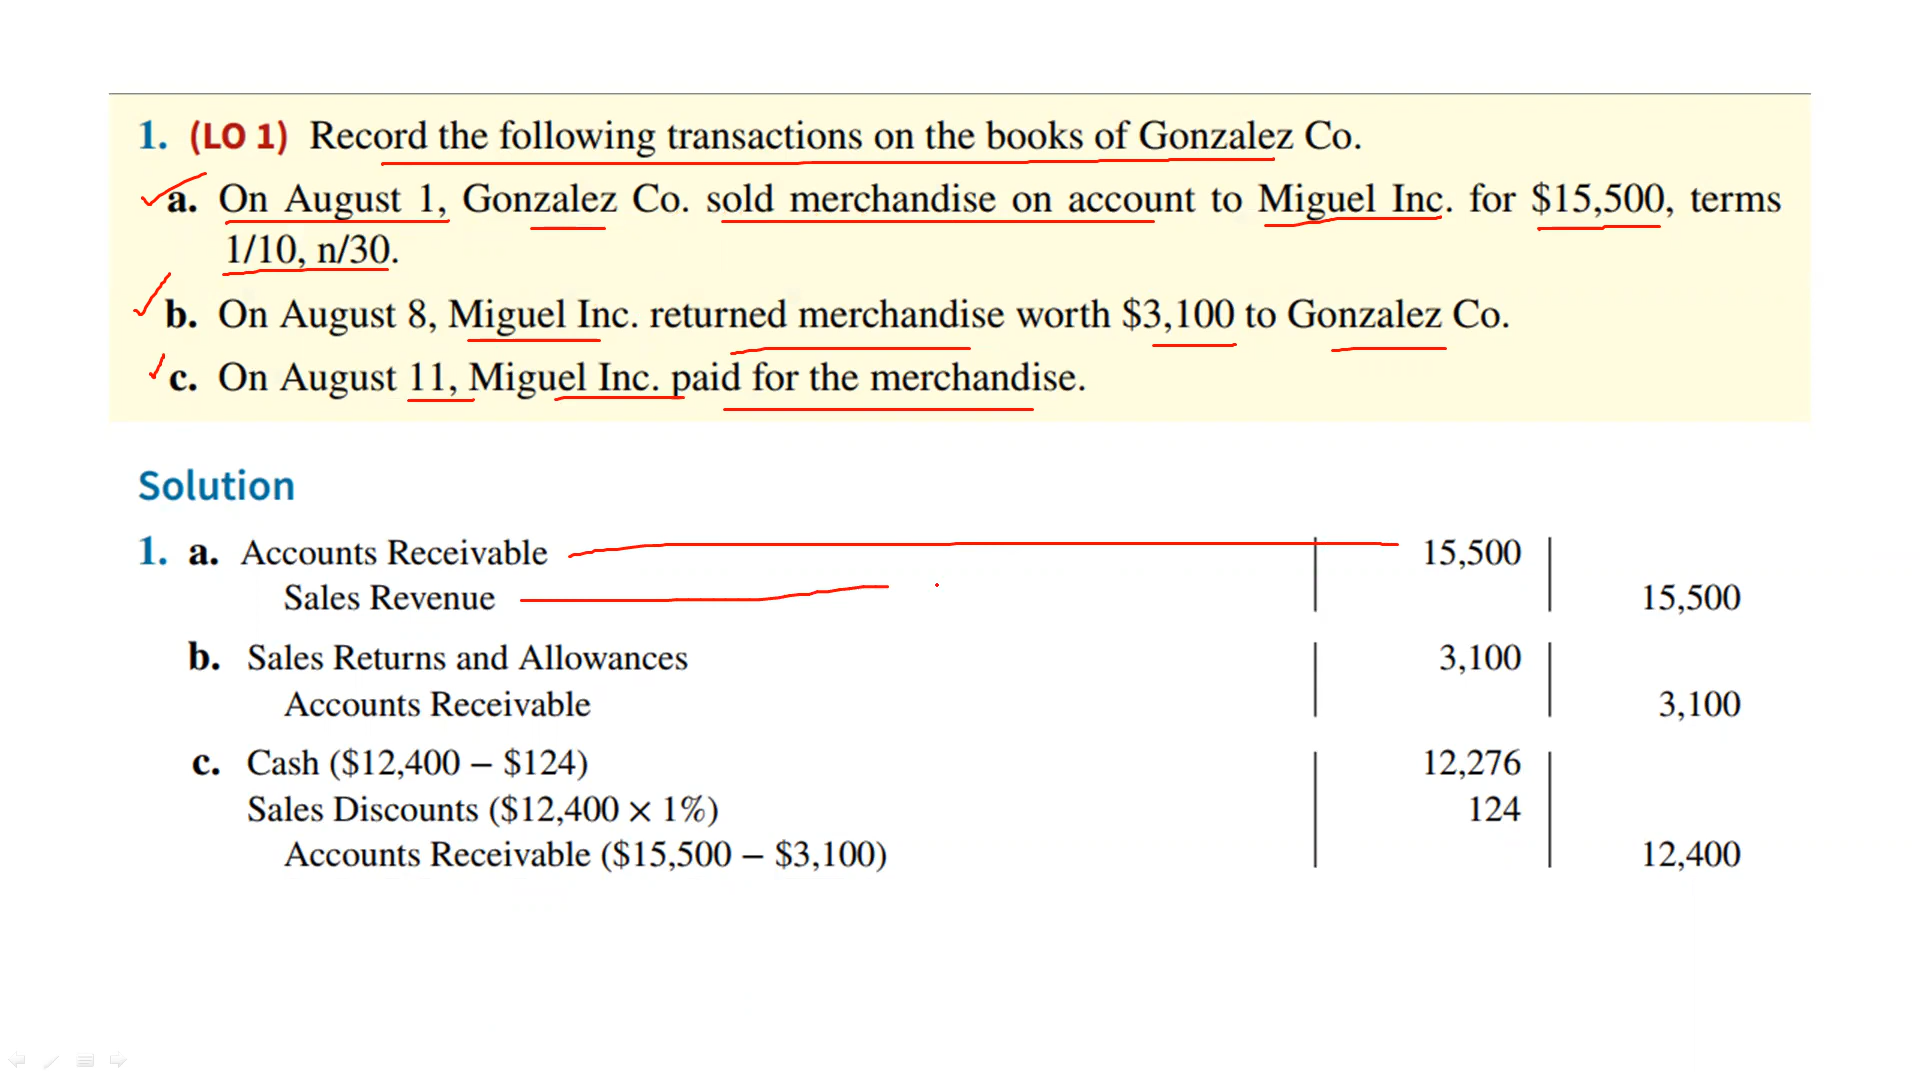 1. (LO 1) Record the following transactions on the books of Gonzalez Co.
a. On August 1, Gonzalez Co. sold merchandise on account to Miguel Inc. for $15,500, terms
1/10, n/30.
b. On August 8, Miguel Inc. returned merchandise worth $3,100 to Gonzalez Co.
c. On August 11, Miguel Inc. paid for the merchandise.
Solution
1. a. Accounts Receivable 15,500
Sales Revenue 15,500
b. Sales Returns and Allowances 3,100
Accounts Receivable 3,100
c. Cash ($12,400 – $124) 12,276
Sales Discounts ($12,400 × 1%) 124
Accounts Receivable ($15,500 – $3,100) 12,400